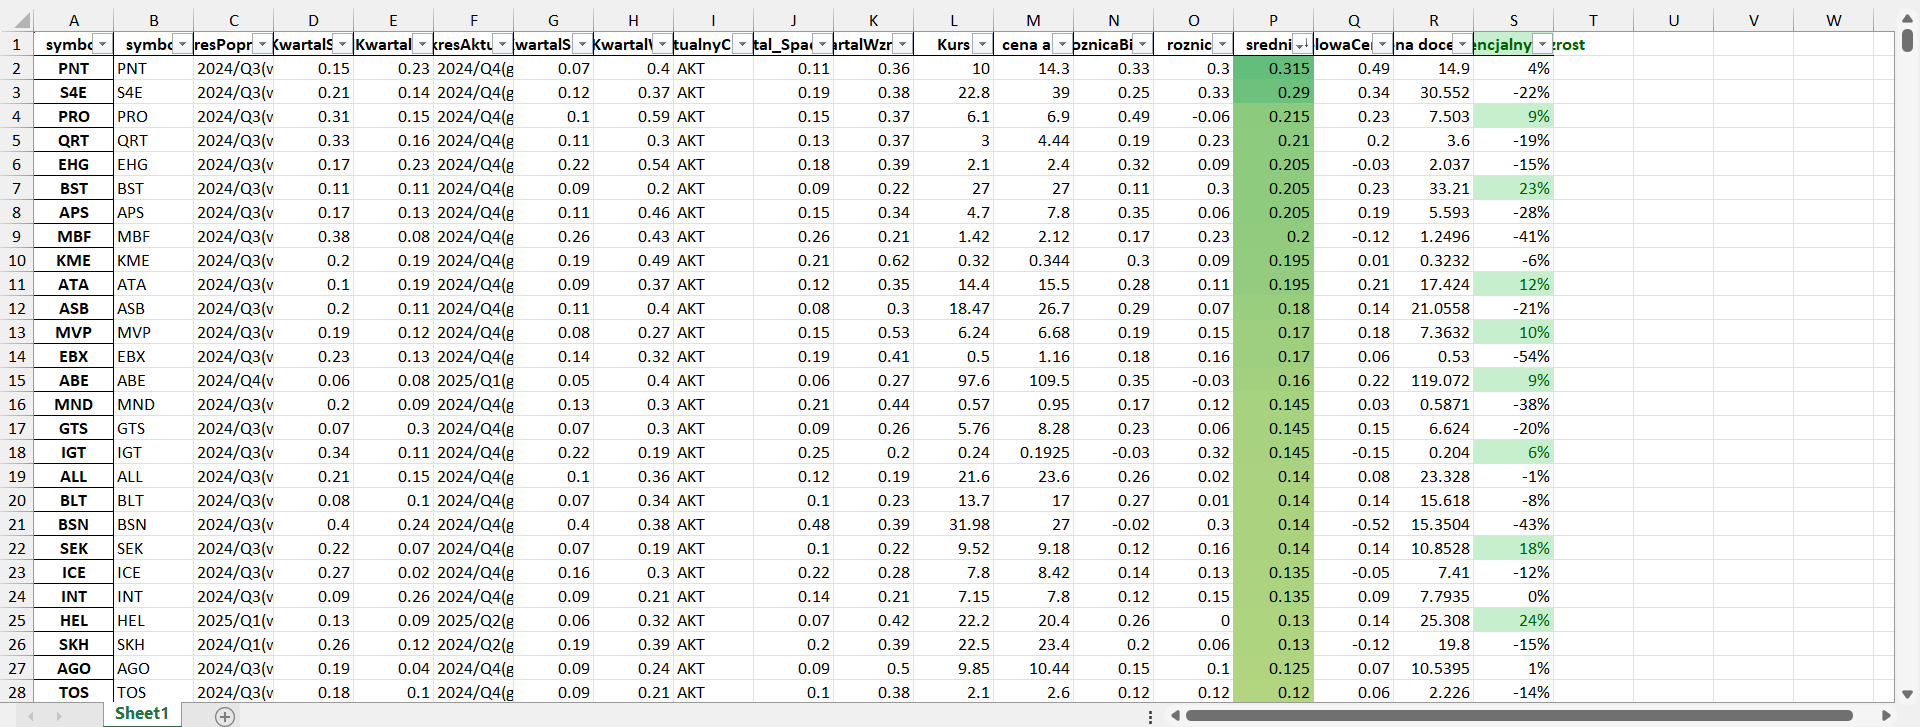 A B C D E F G H I J K L M N O P Q R S T U V W
1 symbo symbo resPopr KwartalS Kwartal kresAktu wartalS KwartalV tualnyC tal_Spac rtalWzr Kurs cena a oznicaBi roznic sredni lowaCer na doce encjalny zrost
2 PNT PNT 2024/Q3(w 0.15 0.23 2024/Q4(g 0.07 0.4 AKT 0.11 0.36 10 14.3 0.33 0.3 0.315 0.49 14.9 4%
3 S4E S4E 2024/Q3(w 0.21 0.14 2024/Q4(g 0.12 0.37 AKT 0.19 0.38 22.8 39 0.25 0.33 0.29 0.34 30.552 -22%
4 PRO PRO 2024/Q3(w 0.31 0.15 2024/Q4(g 0.1 0.59 AKT 0.15 0.37 6.1 6.9 0.49 -0.06 0.215 0.23 7.503 9%
5 QRT QRT 2024/Q3(w 0.33 0.16 2024/Q4(g 0.11 0.3 AKT 0.13 0.37 3 4.44 0.19 0.23 0.21 0.2 3.6 -19%
6 EHG EHG 2024/Q3(w 0.17 0.23 2024/Q4(g 0.22 0.54 AKT 0.18 0.39 2.1 2.4 0.32 0.09 0.205 -0.03 2.037 -15%
7 BST BST 2024/Q3(w 0.11 0.11 2024/Q4(g 0.09 0.2 AKT 0.09 0.22 27 27 0.11 0.3 0.205 0.23 33.21 23%
8 APS APS 2024/Q3(w 0.17 0.13 2024/Q4(g 0.11 0.46 AKT 0.15 0.34 4.7 7.8 0.35 0.06 0.205 0.19 5.593 -28%
9 MBF MBF 2024/Q3(w 0.38 0.08 2024/Q4(g 0.26 0.43 AKT 0.26 0.21 1.42 2.12 0.17 0.23 0.2 -0.12 1.2496 -41%
10 KME KME 2024/Q3(w 0.2 0.19 2024/Q4(g 0.19 0.49 AKT 0.21 0.62 0.32 0.344 0.3 0.09 0.195 0.01 0.3232 -6%
11 ATA ATA 2024/Q3(w 0.1 0.19 2024/Q4(g 0.09 0.37 AKT 0.12 0.35 14.4 15.5 0.28 0.11 0.195 0.21 17.424 12%
12 ASB ASB 2024/Q3(w 0.2 0.11 2024/Q4(g 0.11 0.4 AKT 0.08 0.3 18.47 26.7 0.29 0.07 0.18 0.14 21.0558 -21%
13 MVP MVP 2024/Q3(w 0.19 0.12 2024/Q4(g 0.08 0.27 AKT 0.15 0.53 6.24 6.68 0.19 0.15 0.17 0.18 7.3632 10%
14 EBX EBX 2024/Q3(w 0.23 0.13 2024/Q4(g 0.14 0.32 AKT 0.19 0.41 0.5 1.16 0.18 0.16 0.17 0.06 0.53 -54%
15 ABE ABE 2024/Q4(w 0.06 0.08 2025/Q1(g 0.05 0.4 AKT 0.06 0.27 97.6 109.5 0.35 -0.03 0.16 0.22 119.072 9%
16 MND MND 2024/Q3(w 0.2 0.09 2024/Q4(g 0.13 0.3 AKT 0.21 0.44 0.57 0.95 0.17 0.12 0.145 0.03 0.5871 -38%
17 GTS GTS 2024/Q3(w 0.07 0.3 2024/Q4(g 0.07 0.3 AKT 0.09 0.26 5.76 8.28 0.23 0.06 0.145 0.15 6.624 -20%
18 IGT IGT 2024/Q3(w 0.34 0.11 2024/Q4(g 0.22 0.19 AKT 0.25 0.2 0.24 0.1925 -0.03 0.32 0.145 -0.15 0.204 6%
19 ALL ALL 2024/Q3(w 0.21 0.15 2024/Q4(g 0.1 0.36 AKT 0.12 0.19 21.6 23.6 0.26 0.02 0.14 0.08 23.328 -1%
20 BLT BLT 2024/Q3(w 0.08 0.1 2024/Q4(g 0.07 0.34 AKT 0.1 0.23 13.7 17 0.27 0.01 0.14 0.14 15.618 -8%
21 BSN BSN 2024/Q3(w 0.4 0.24 2024/Q4(g 0.4 0.38 AKT 0.48 0.39 31.98 27 -0.02 0.3 0.14 -0.52 15.3504 -43%
22 SEK SEK 2024/Q3(w 0.22 0.07 2024/Q4(g 0.07 0.19 AKT 0.1 0.22 9.52 9.18 0.12 0.16 0.14 0.14 10.8528 18%
23 ICE ICE 2024/Q3(w 0.27 0.02 2024/Q4(g 0.16 0.3 AKT 0.22 0.28 7.8 8.42 0.14 0.13 0.135 -0.05 7.41 -12%
24 INT INT 2024/Q3(w 0.09 0.26 2024/Q4(g 0.09 0.21 AKT 0.14 0.21 7.15 7.8 0.12 0.15 0.135 0.09 7.7935 0%
25 HEL HEL 2025/Q1(w 0.13 0.09 2025/Q2(g 0.06 0.32 AKT 0.07 0.42 22.2 20.4 0.26 0 0.13 0.14 25.308 24%
26 SKH SKH 2024/Q1(w 0.26 0.12 2024/Q2(g 0.19 0.39 AKT 0.2 0.39 22.5 23.4 0.2 0.06 0.13 -0.12 19.8 -15%
27 AGO AGO 2024/Q3(w 0.19 0.04 2024/Q4(g 0.09 0.24 AKT 0.09 0.5 9.85 10.44 0.15 0.1 0.125 0.07 10.5395 1%
28 TOS TOS 2024/Q3(w 0.18 0.1 2024/Q4(g 0.09 0.21 AKT 0.1 0.38 2.1 2.6 0.12 0.12 0.12 0.06 2.226 -14%
Sheet1